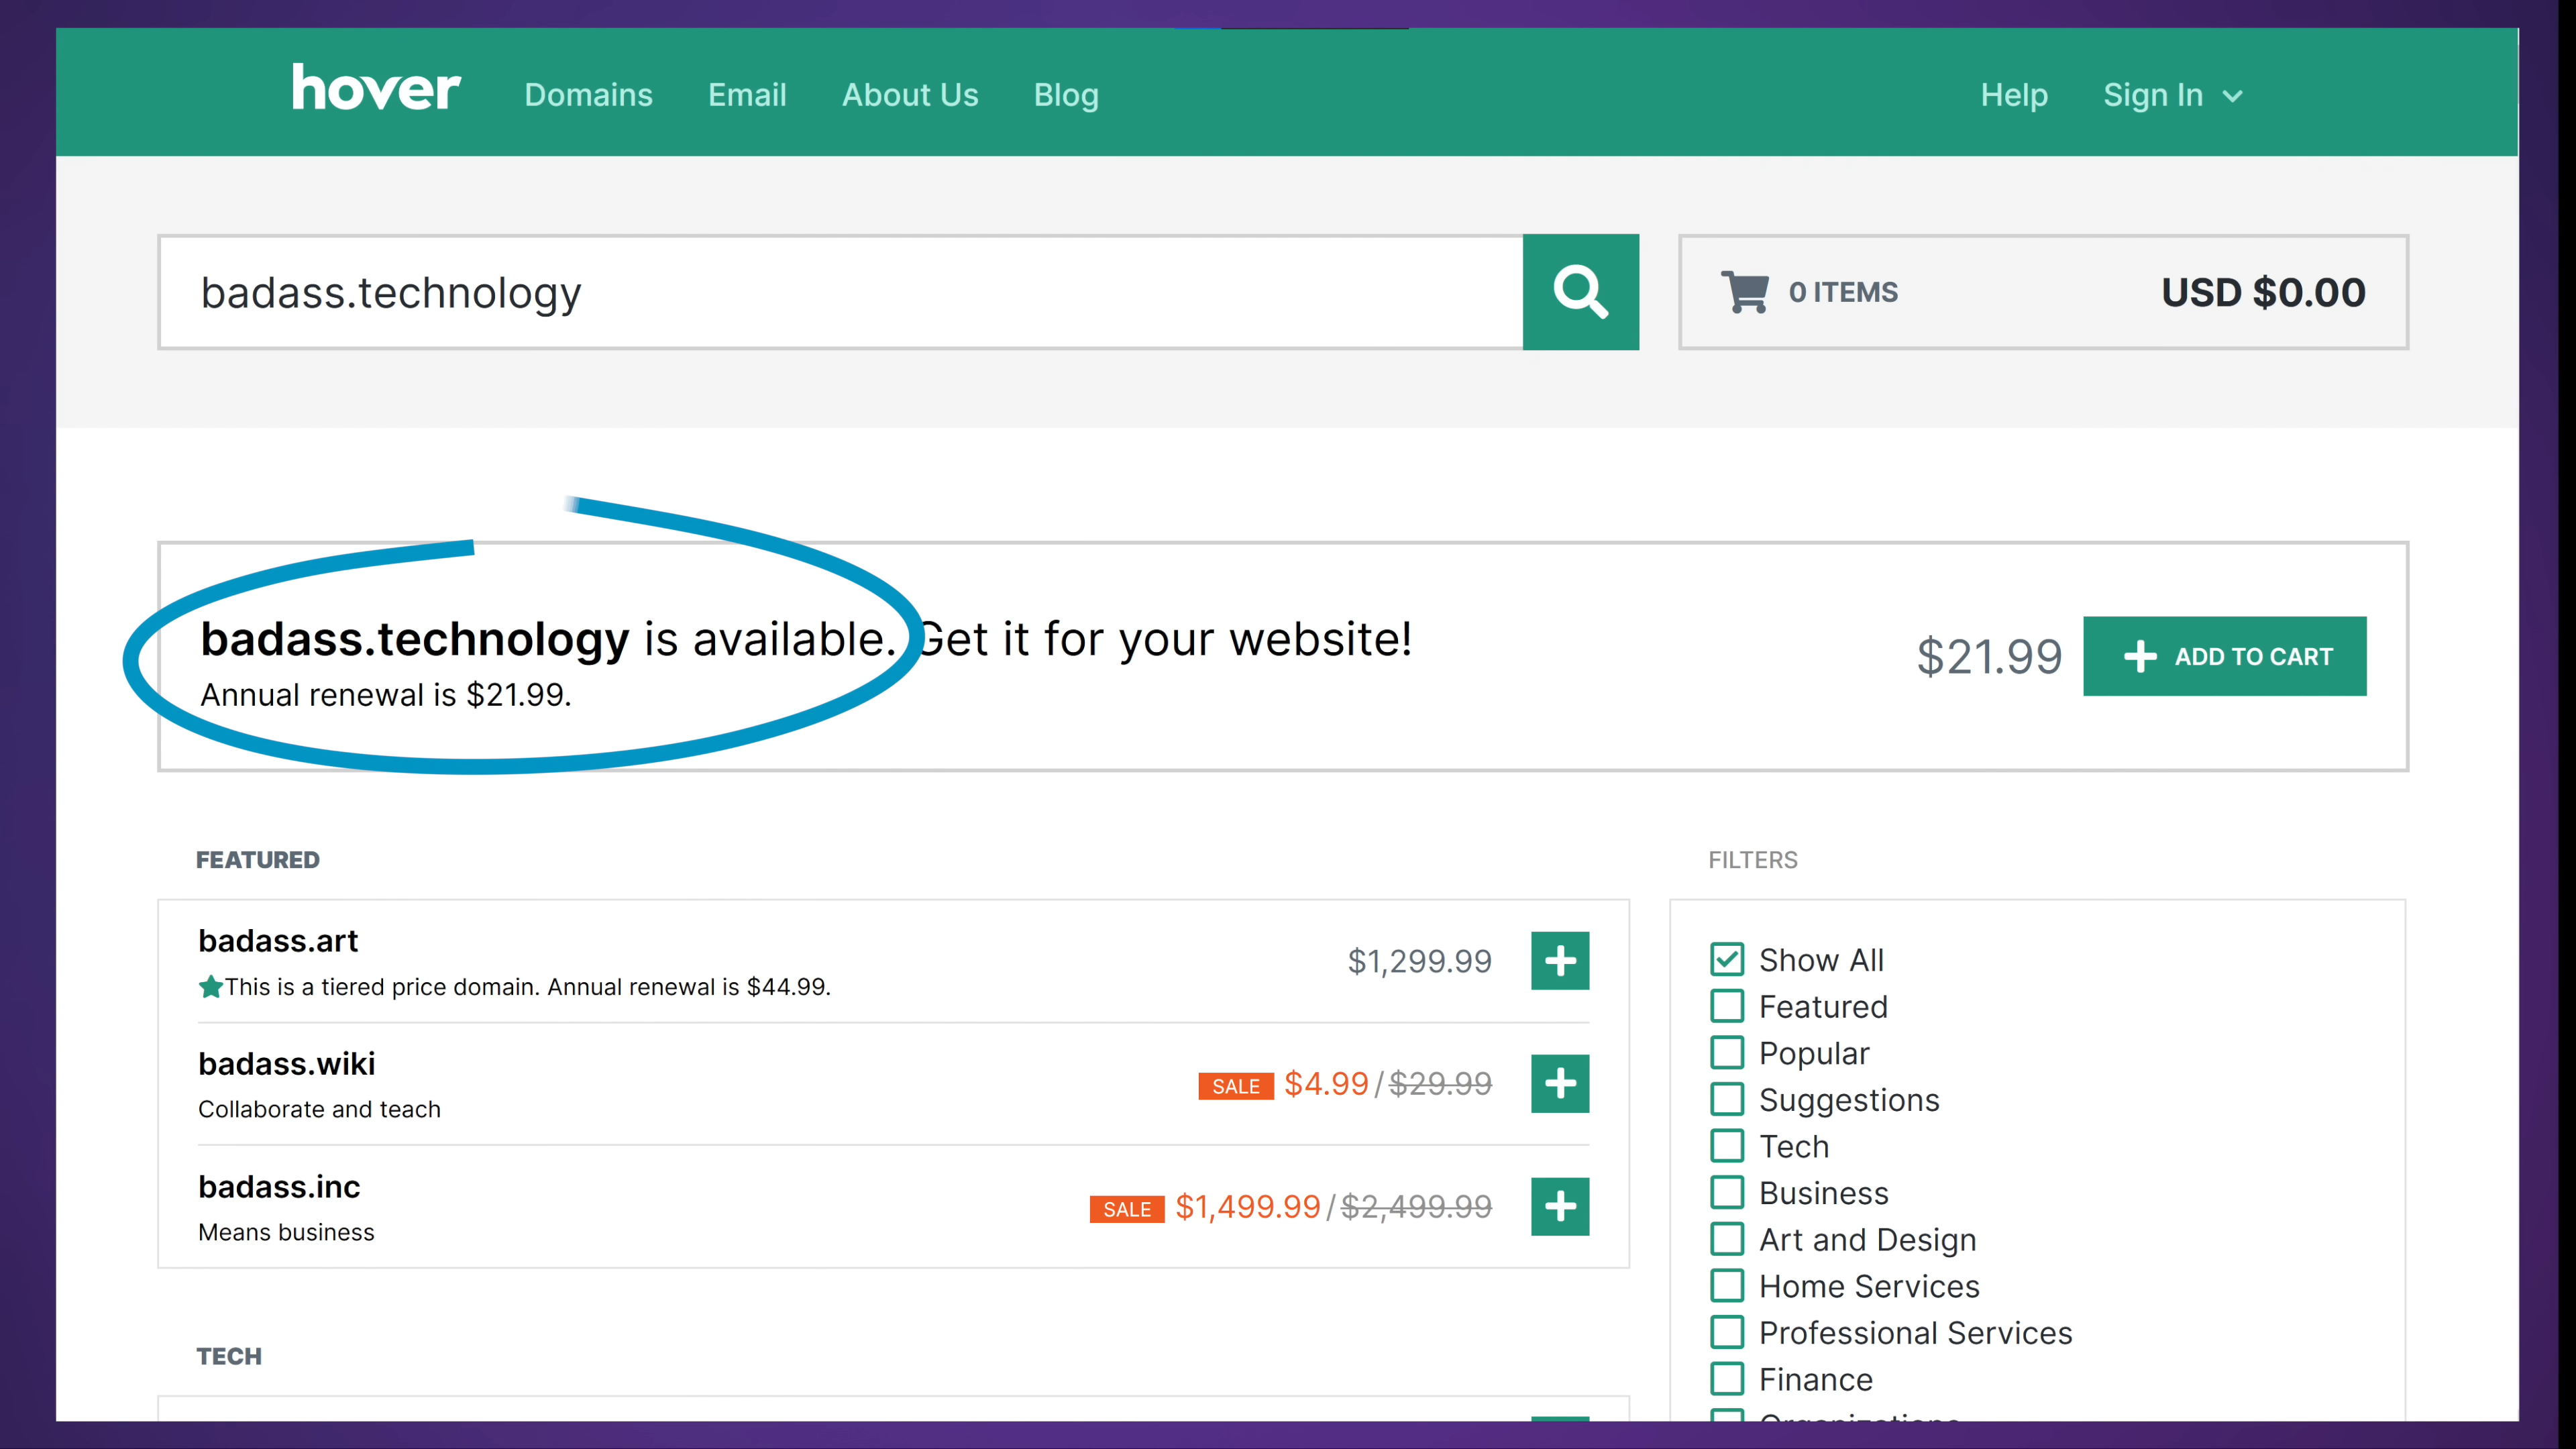 hover Domains Email About Us Blog Help Sign In
badass.technology
0 ITEMS USD $0.00
badass.technology is available. Get it for your website!
Annual renewal is $21.99.
$21.99 ADD TO CART
FEATURED
badass.art
This is a tiered price domain. Annual renewal is $44.99.
$1,299.99
badass.wiki
Collaborate and teach
SALE $4.99/$29.99
badass.inc
Means business
SALE $1,499.99/$2,499.99
TECH
FILTERS
Show All
Featured
Popular
Suggestions
Tech
Business
Art and Design
Home Services
Professional Services
Finance